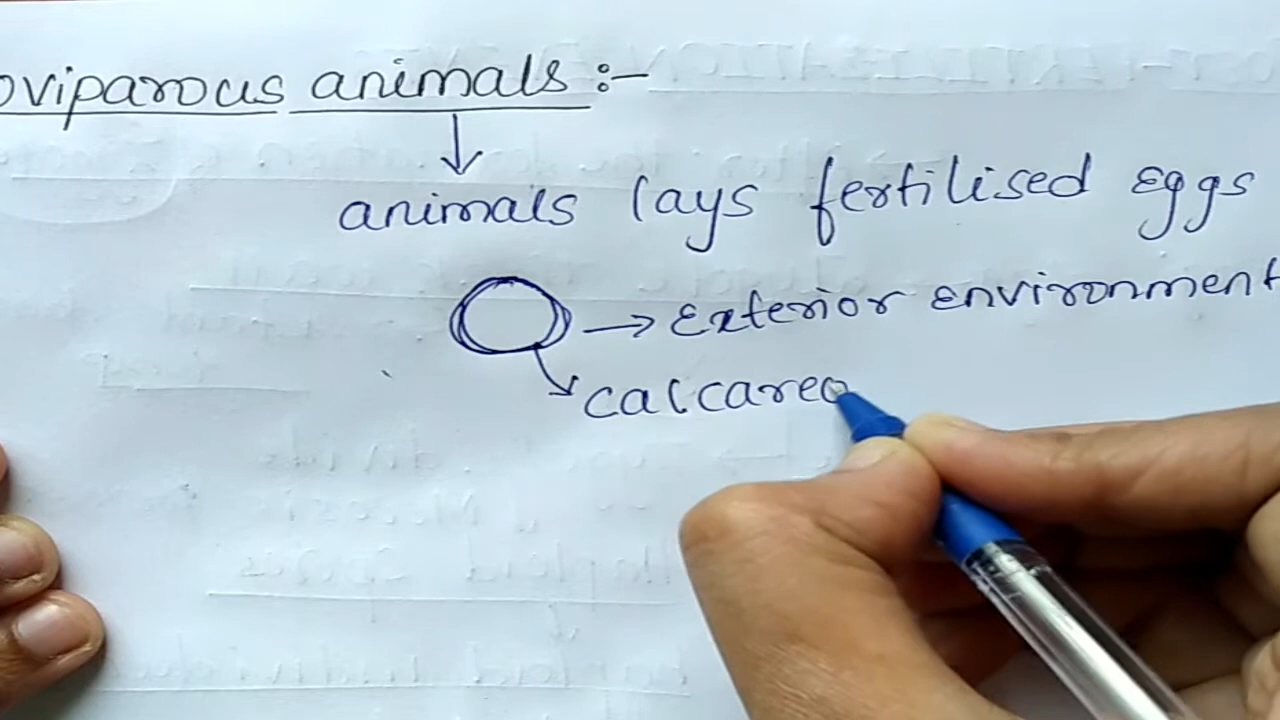 oviparous animals :-
animals lays fertilised eggs
→ Exterior environment
calcareo